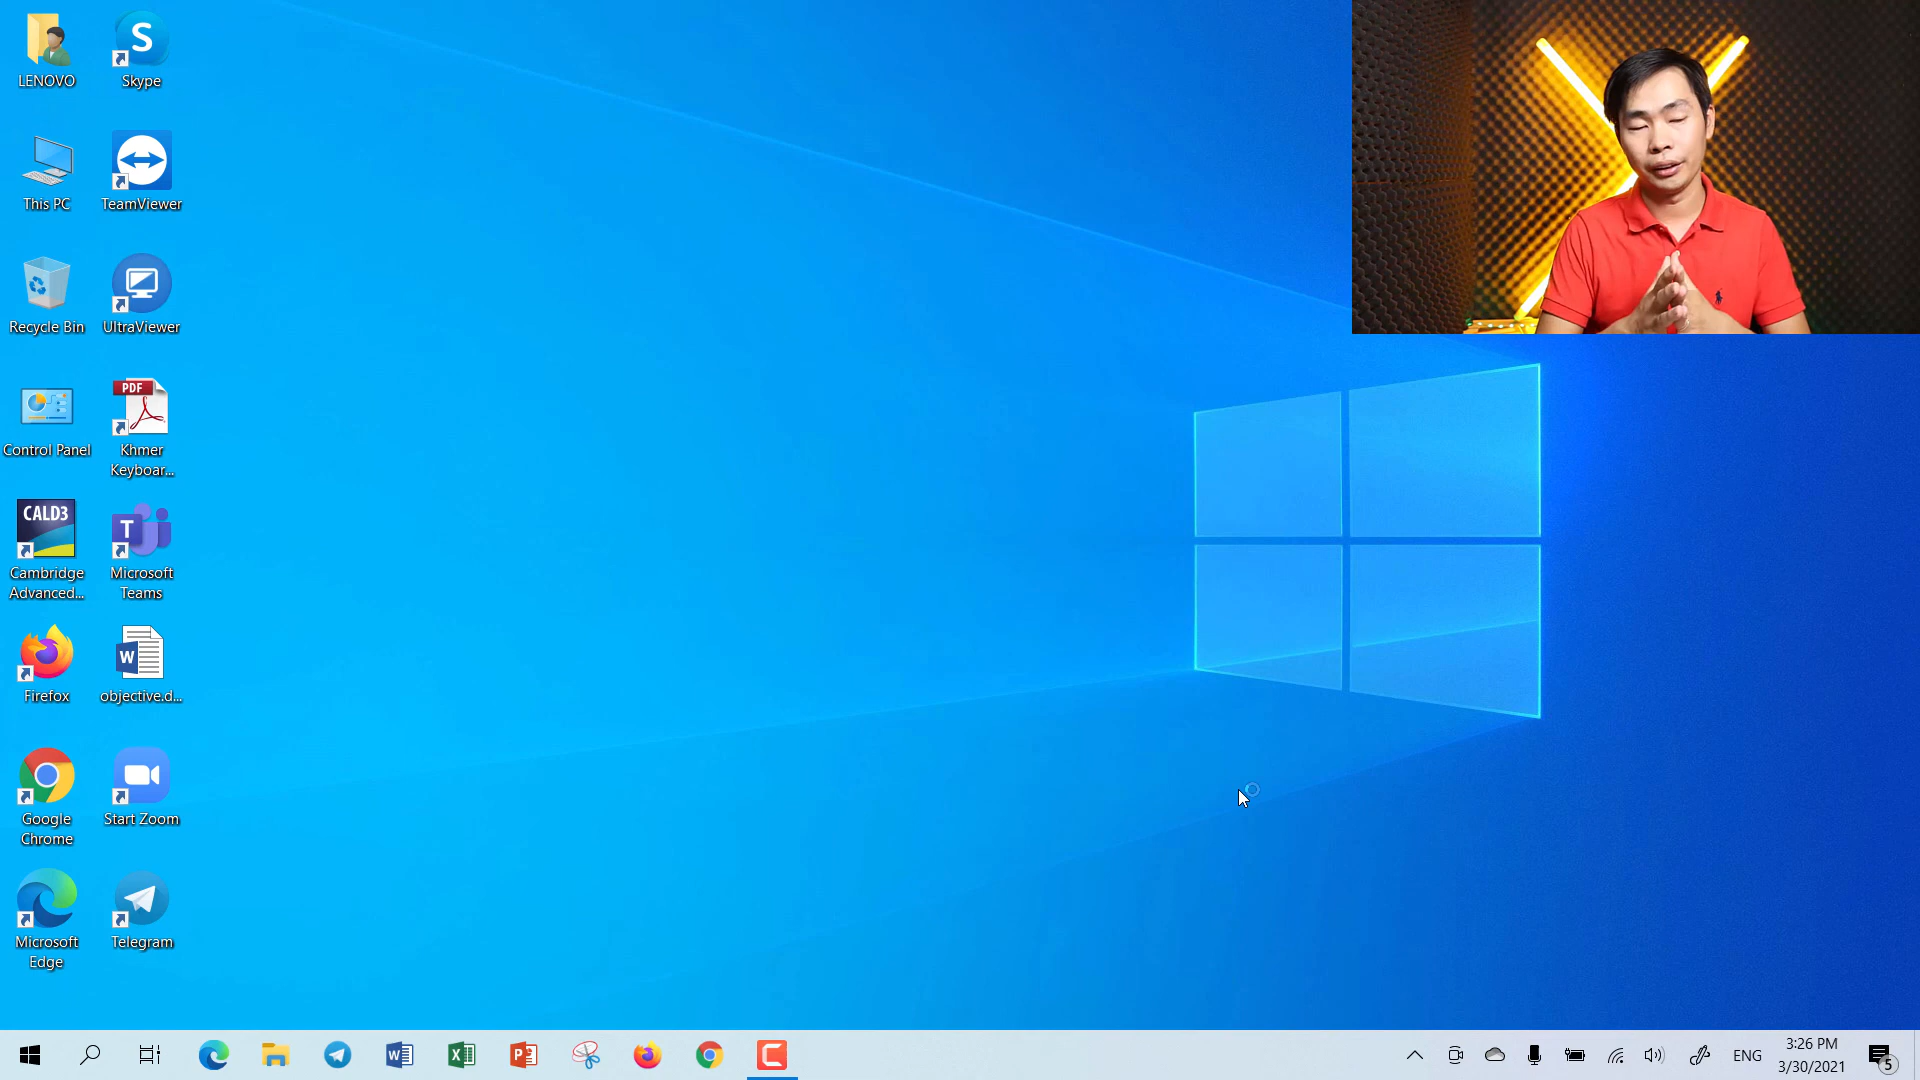 LENOVO
S
Skype
This PC
TeamViewer
Recycle Bin
UltraViewer
Control Panel
PDF
Khmer
Keyboar...
CALD3
Cambridge
Advanced...
T
Microsoft
Teams
Firefox
W
objective.d...
Google
Chrome
Start Zoom
Microsoft
Edge
Telegram
W
X
P
ENG
3:26 PM
3/30/2021
5